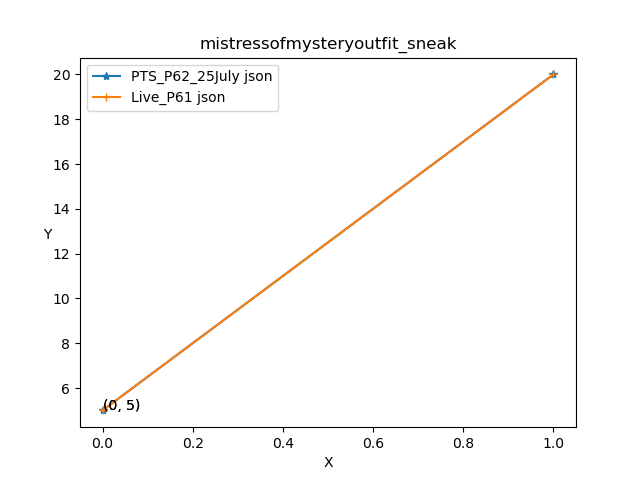 mistressofmysteryoutfit_sneak
PTS_P62_25July json
Live_P61 json
20
18
16
14
12
10
8
6
Y
(0, 5)
0.0 0.2 0.4 0.6 0.8 1.0
X